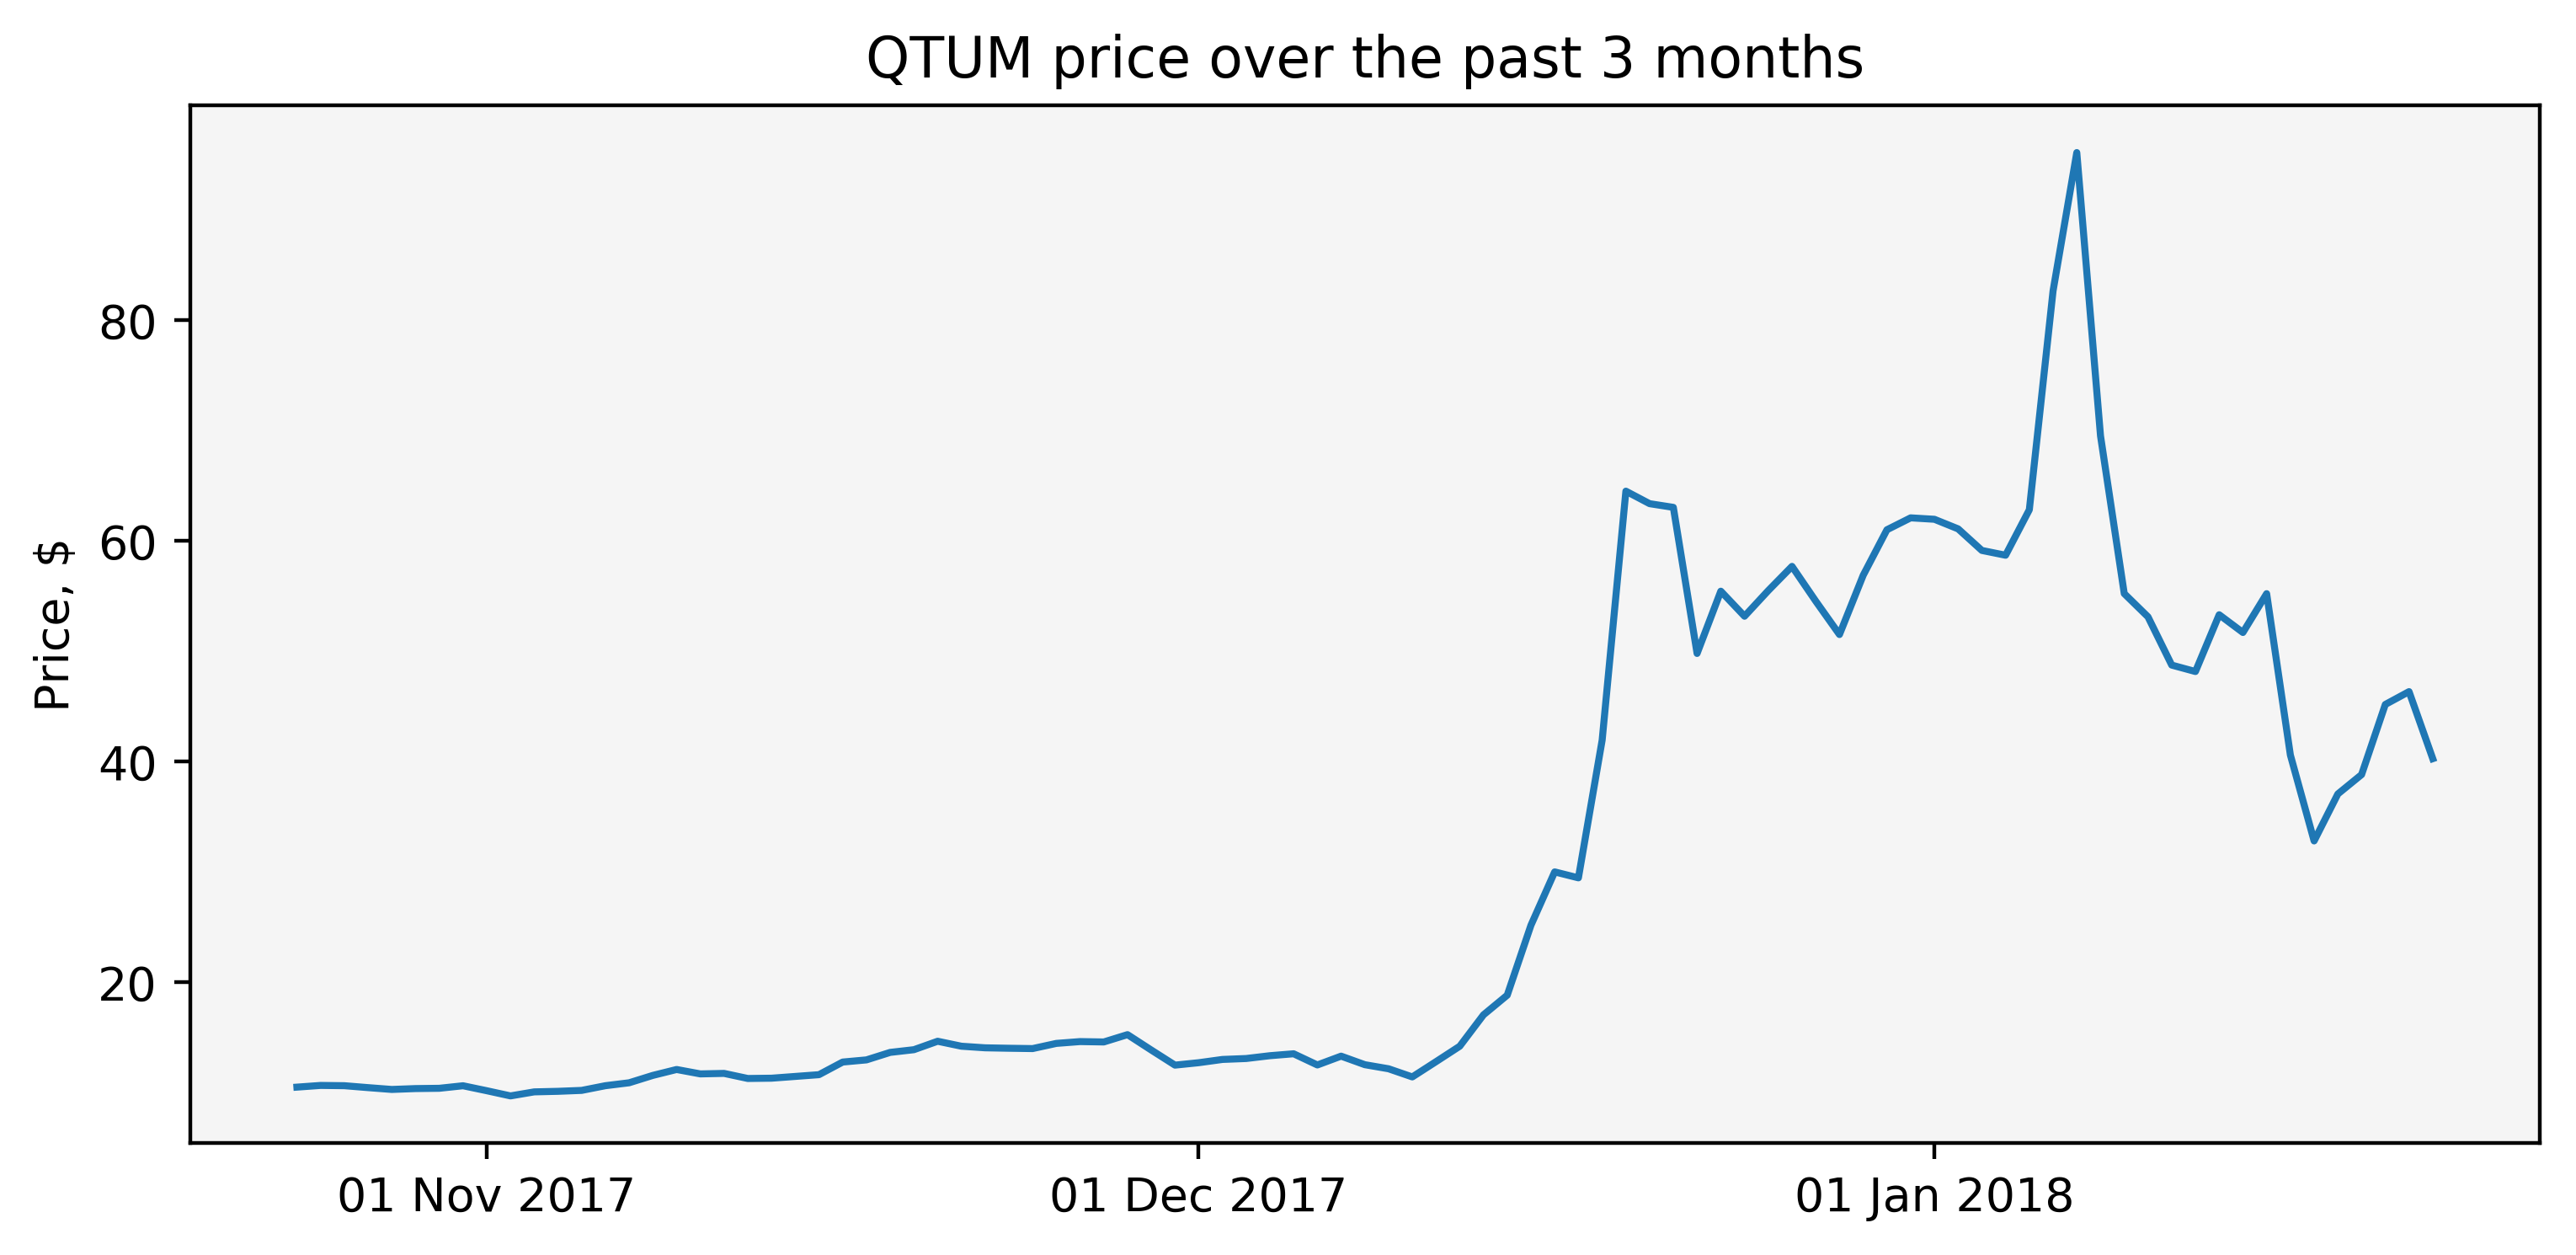 QTUM price over the past 3 months
Price, $
80
60
40
20
01 Nov 2017
01 Dec 2017
01 Jan 2018